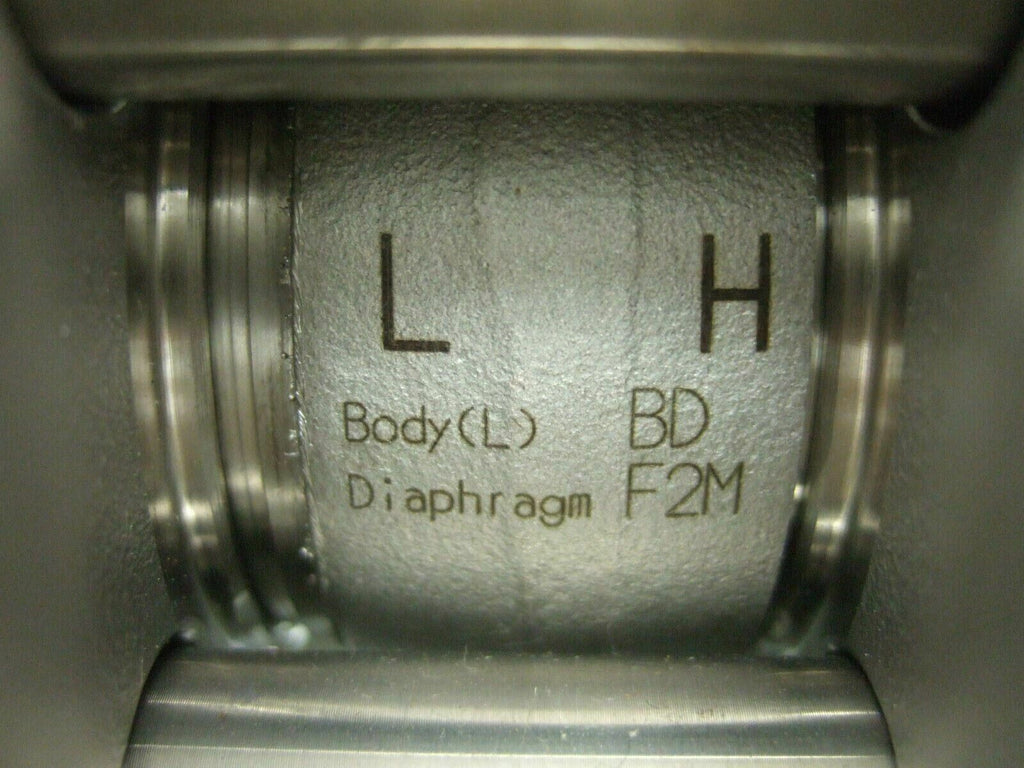 L H
Body(L) BD
Diaphragm F2M